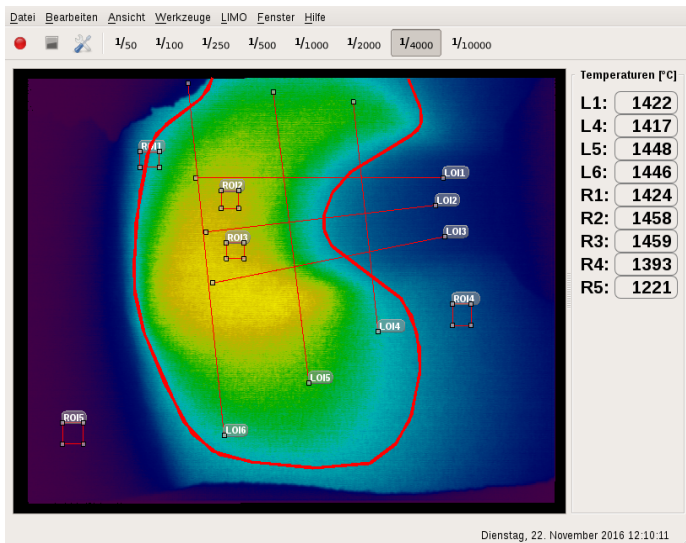 Datei Bearbeiten Ansicht Werkzeuge LIMO Fenster Hilfe
1/50 1/100 1/250 1/500 1/1000 1/2000 1/4000 1/10000
Temperaturen [°C]
L1: 1422
L4: 1417
L5: 1448
L6: 1446
R1: 1424
R2: 1458
R3: 1459
R4: 1393
R5: 1221
ROI1
LOI1
ROI2
LOI2
LOI3
ROI3
ROI4
LOI4
LOI5
ROI5
LOI6
Dienstag, 22. November 2016 12:10:11